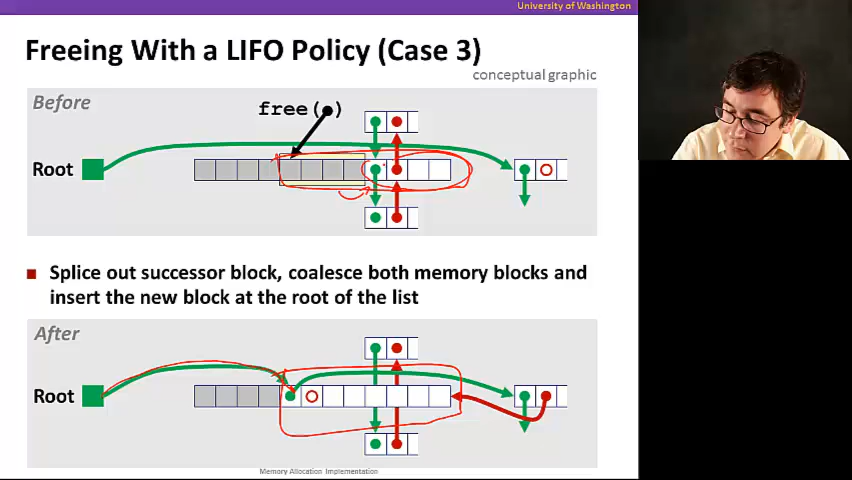 University of Washington
Freeing With a LIFO Policy (Case 3)
conceptual graphic
Before
free( )
Root
Splice out successor block, coalesce both memory blocks and
insert the new block at the root of the list
After
Root
Memory Allocation Implementation